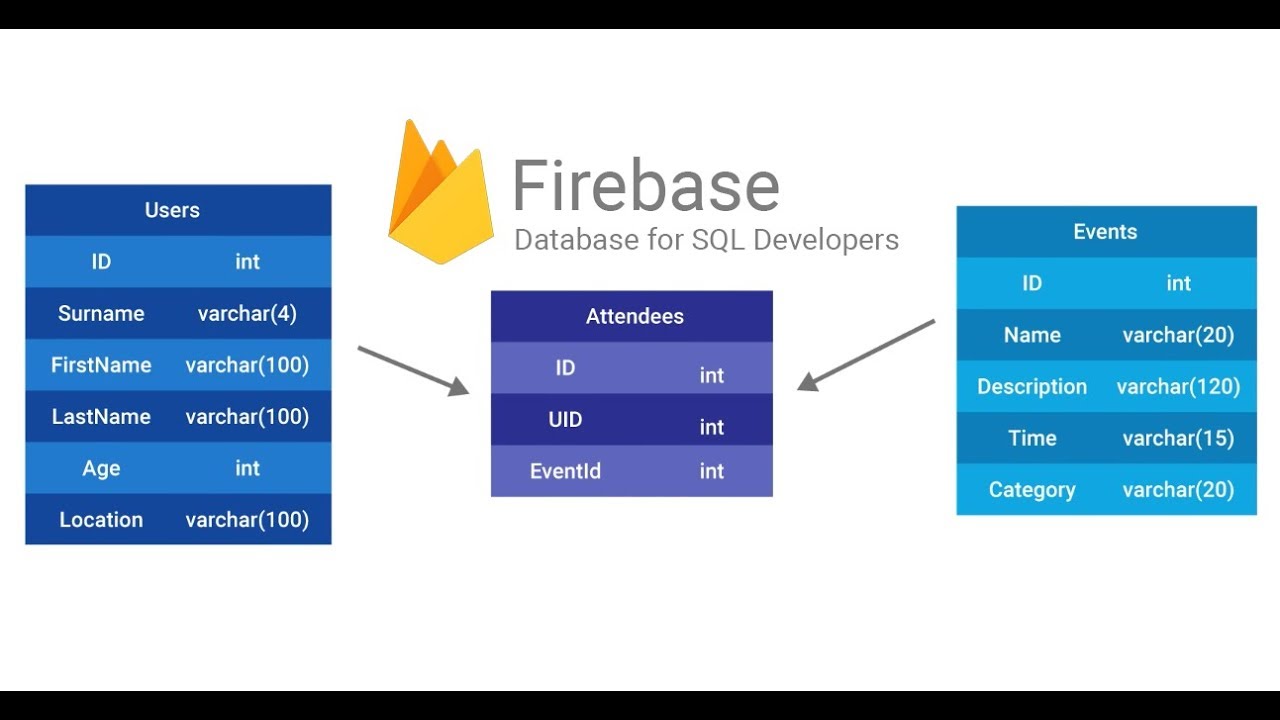 Firebase
Database for SQL Developers
Users
ID int
Surname varchar(4)
FirstName varchar(100)
LastName varchar(100)
Age int
Location varchar(100)
Attendees
ID int
UID int
EventId int
Events
ID int
Name varchar(20)
Description varchar(120)
Time varchar(15)
Category varchar(20)